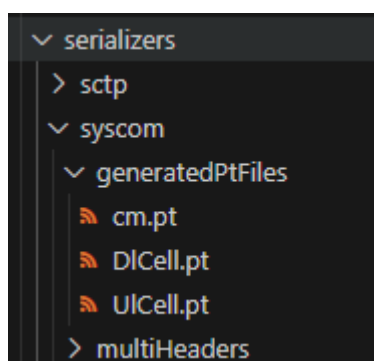 serializers
sctp
syscom
generatedPtFiles
cm.pt
DlCell.pt
UlCell.pt
multiHeaders